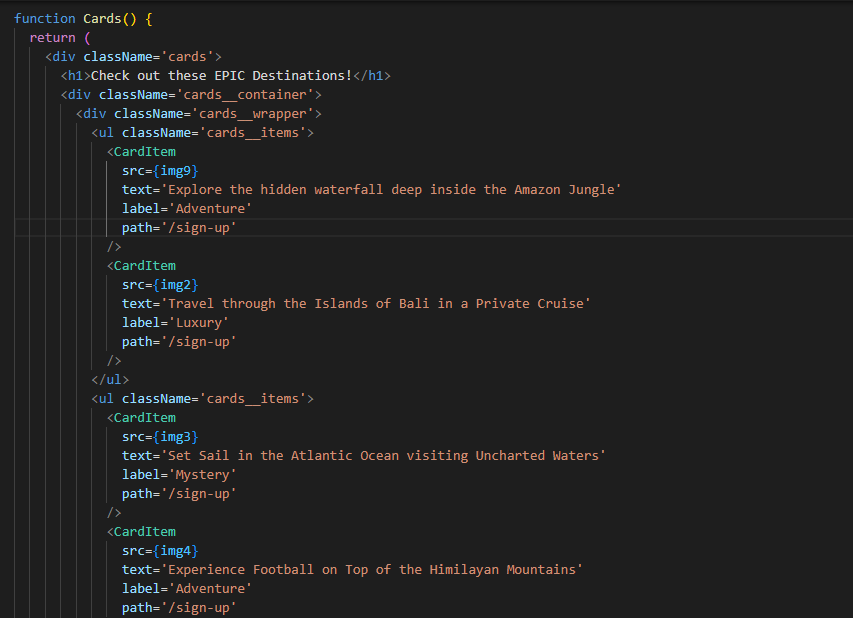 function Cards() {
return (
<div className='cards'>
<h1>Check out these EPIC Destinations!</h1>
<div className='cards__container'>
<div className='cards__wrapper'>
<ul className='cards__items'>
<CardItem
src={img9}
text='Explore the hidden waterfall deep inside the Amazon Jungle'
label='Adventure'
path='/sign-up'
/>
<CardItem
src={img2}
text='Travel through the Islands of Bali in a Private Cruise'
label='Luxury'
path='/sign-up'
/>
</ul>
<ul className='cards__items'>
<CardItem
src={img3}
text='Set Sail in the Atlantic Ocean visiting Uncharted Waters'
label='Mystery'
path='/sign-up'
/>
<CardItem
src={img4}
text='Experience Football on Top of the Himilayan Mountains'
label='Adventure'
path='/sign-up'